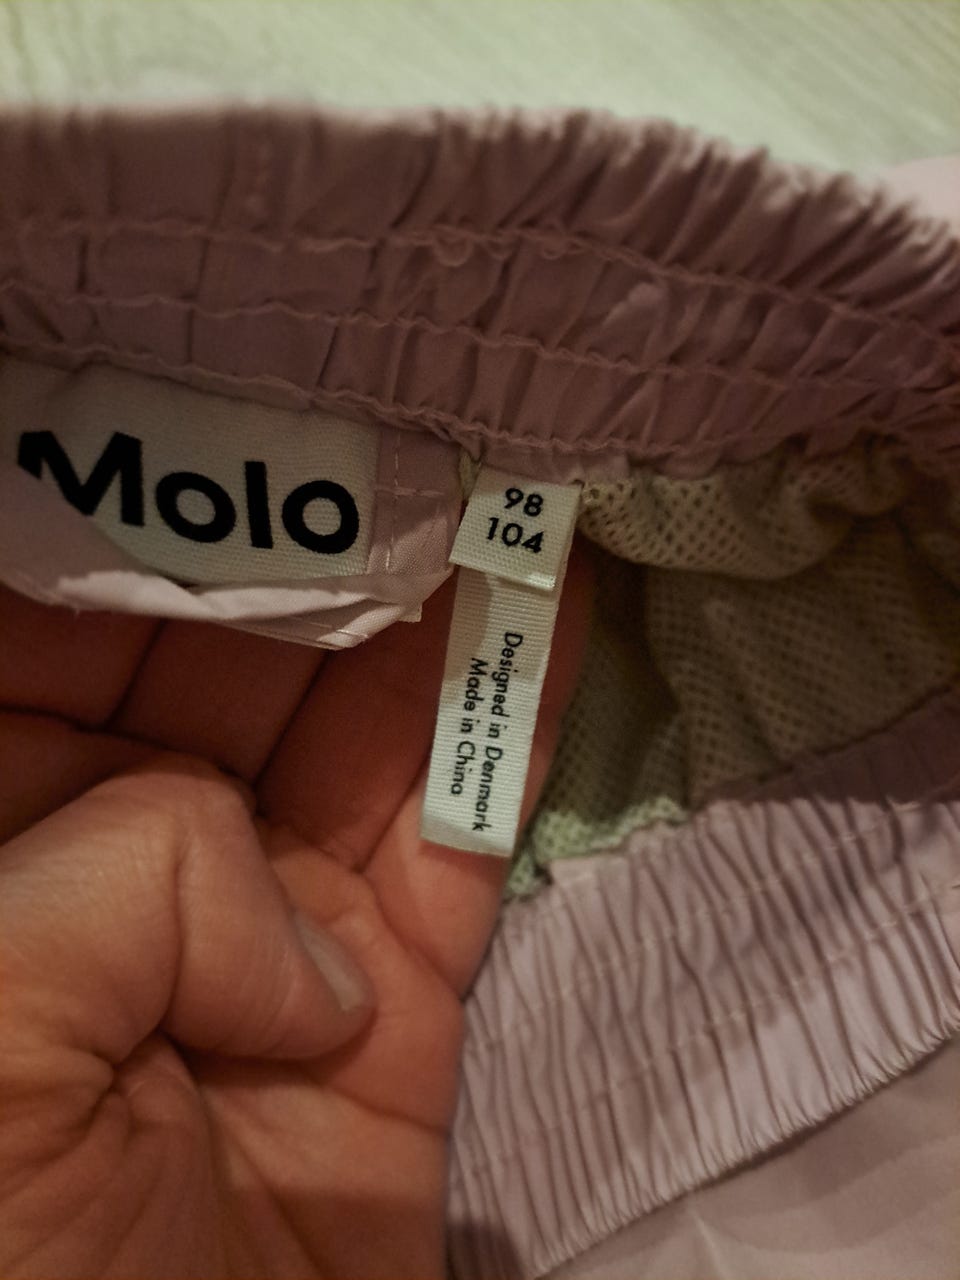 Molo
98
104
Designed in Denmark
Made in China